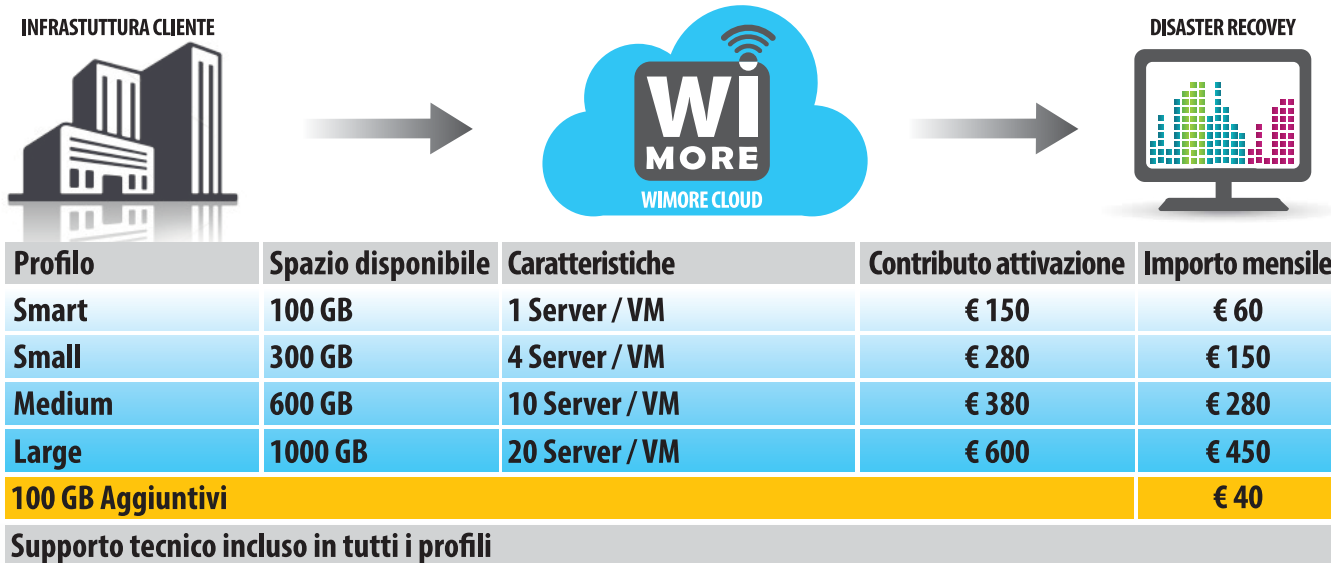 INFRASTUTTURA CLIENTE
Wi
MORE
WIMORE CLOUD
DISASTER RECOVEY
Profilo Spazio disponibile Caratteristiche Contributo attivazione Importo mensile
Smart 100 GB 1 Server / VM € 150 € 60
Small 300 GB 4 Server / VM € 280 € 150
Medium 600 GB 10 Server / VM € 380 € 280
Large 1000 GB 20 Server / VM € 600 € 450
100 GB Aggiuntivi € 40
Supporto tecnico incluso in tutti i profili